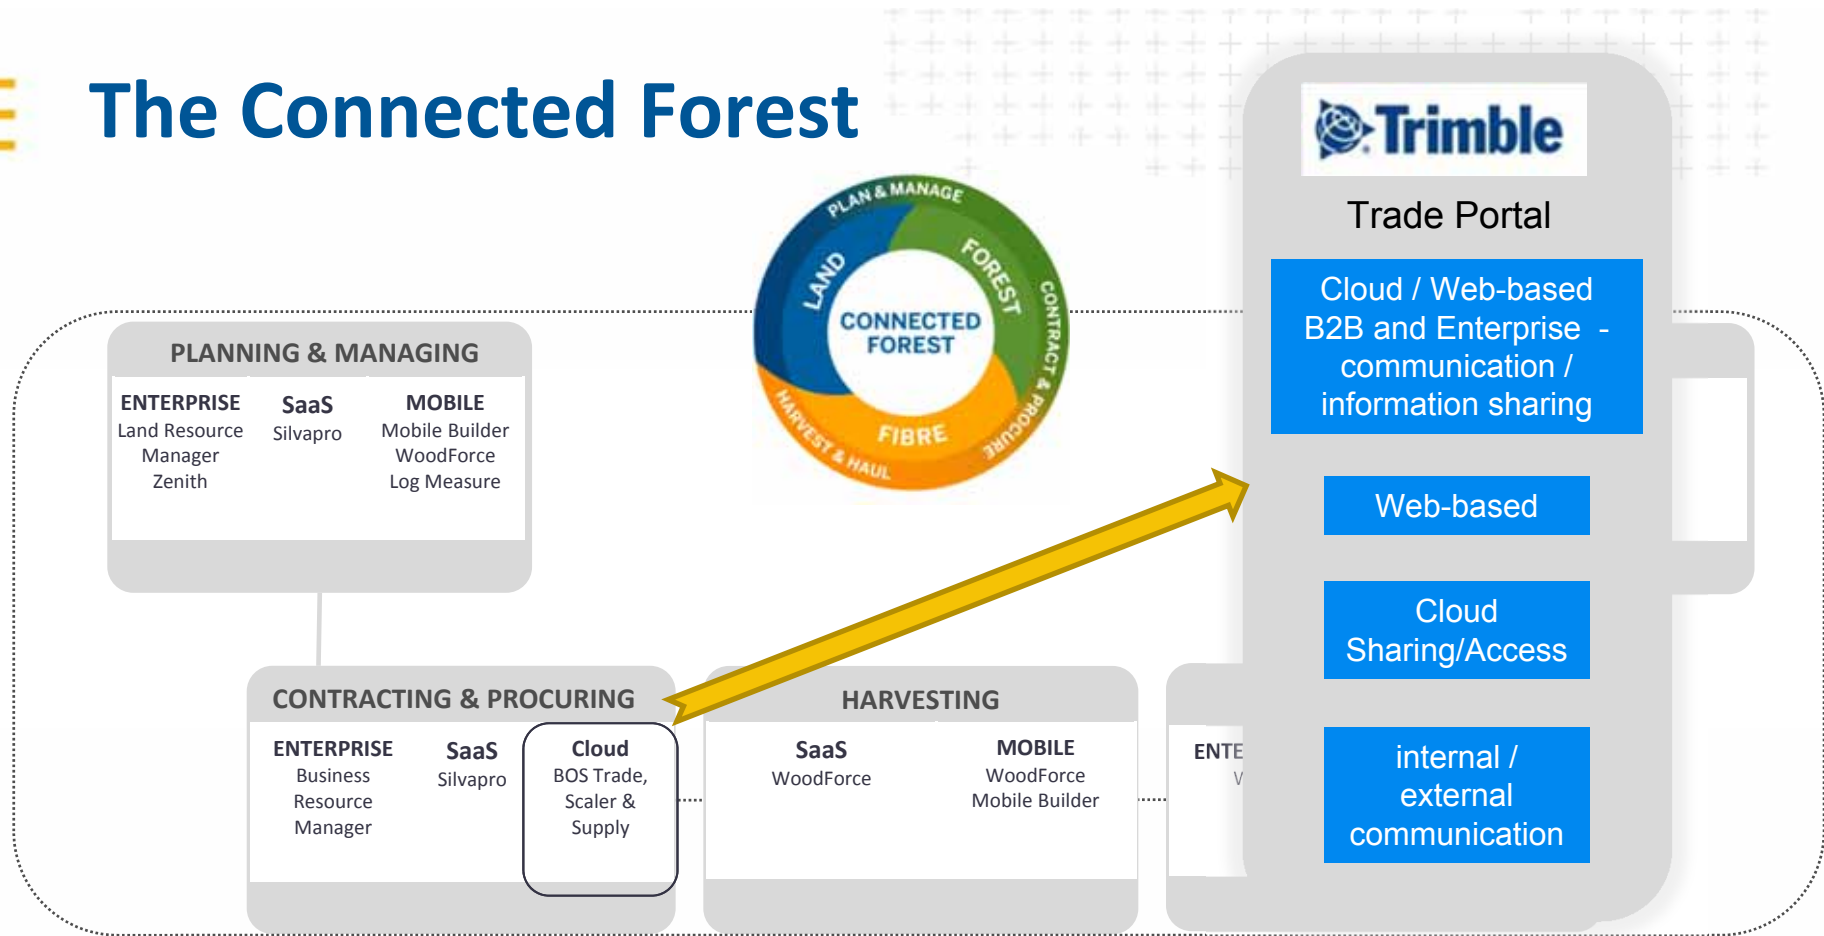 The Connected Forest
Trimble
Trade Portal
Cloud / Web-based
B2B and Enterprise -
communication /
information sharing
Web-based
Cloud
Sharing/Access
internal /
external
communication
PLAN & MANAGE
CONTRACT & PROCURE
HARVEST & HAUL
LAND
FOREST
FIBRE
CONNECTED
FOREST
PLANNING & MANAGING
ENTERPRISE
Land Resource
Manager
Zenith
SaaS
Silvapro
MOBILE
Mobile Builder
WoodForce
Log Measure
CONTRACTING & PROCURING
ENTERPRISE
Business
Resource
Manager
SaaS
Silvapro
Cloud
BOS Trade,
Scaler &
Supply
HARVESTING
SaaS
WoodForce
MOBILE
WoodForce
Mobile Builder